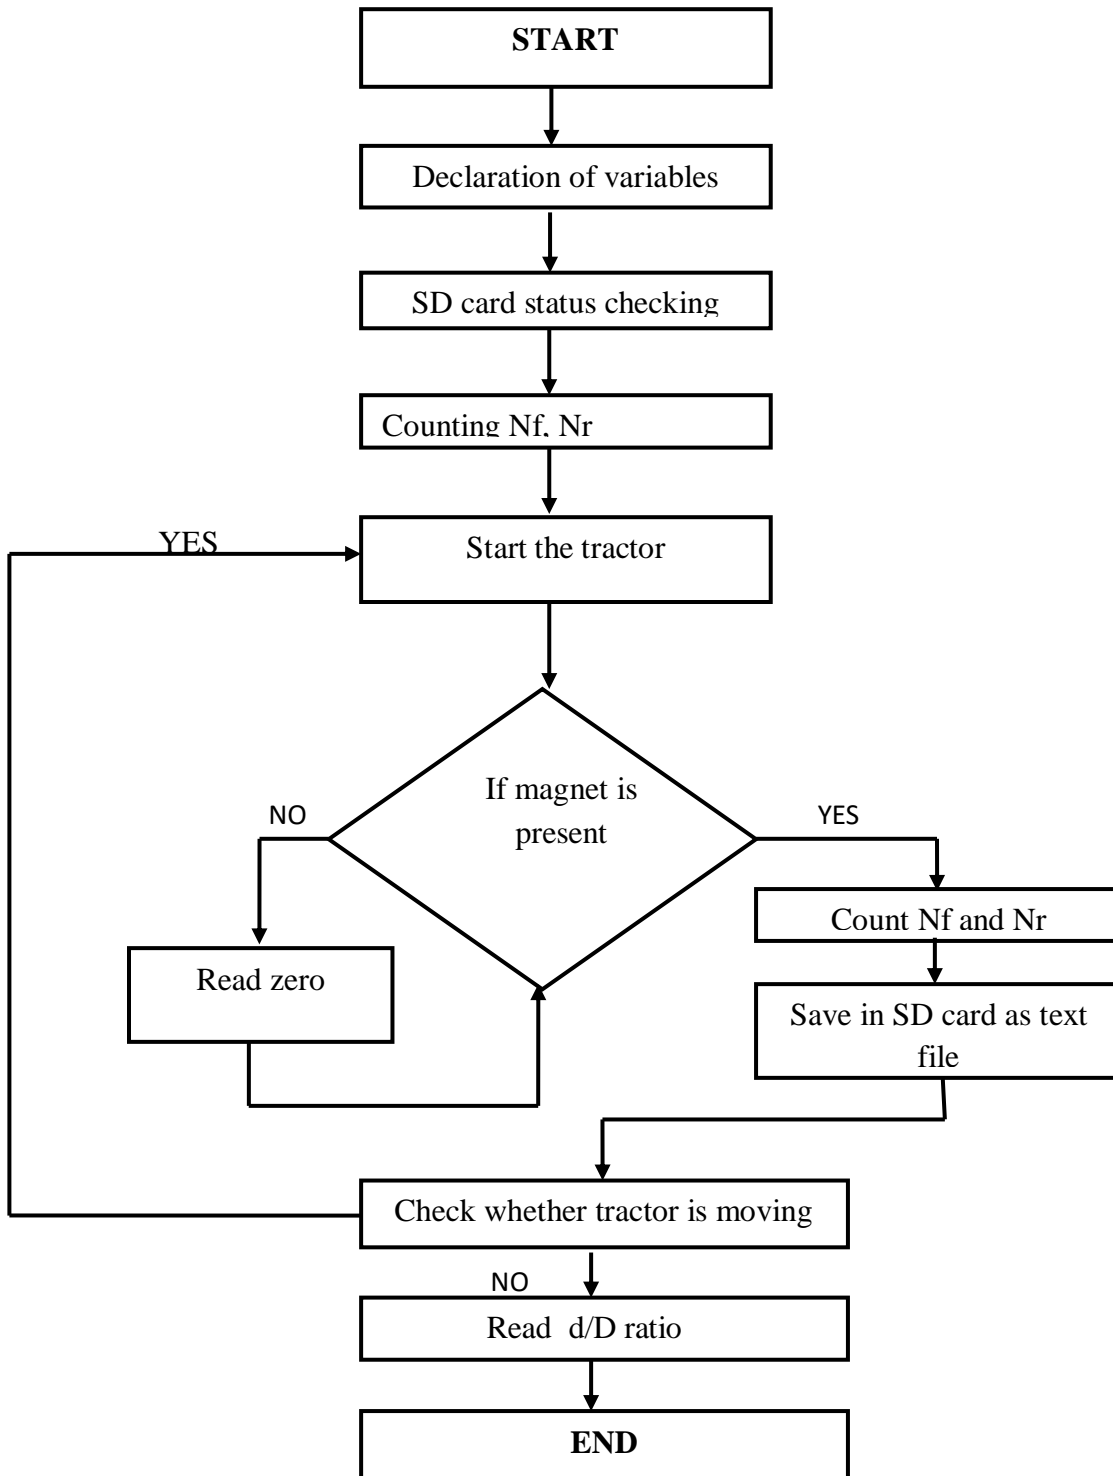 START
Declaration of variables
SD card status checking
Counting Nf, Nr
YES
Start the tractor
If magnet is
present
NO
YES
Count Nf and Nr
Read zero
Save in SD card as text
file
Check whether tractor is moving
NO
Read d/D ratio
END